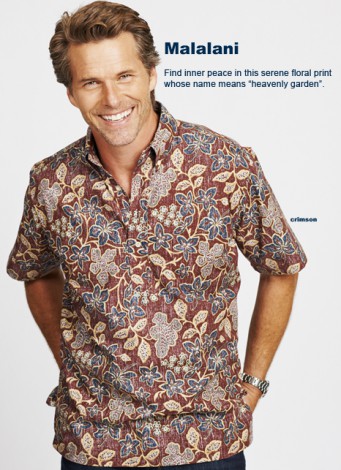 Malalani
Find inner peace in this serene floral print
whose name means “heavenly garden”.
crimson